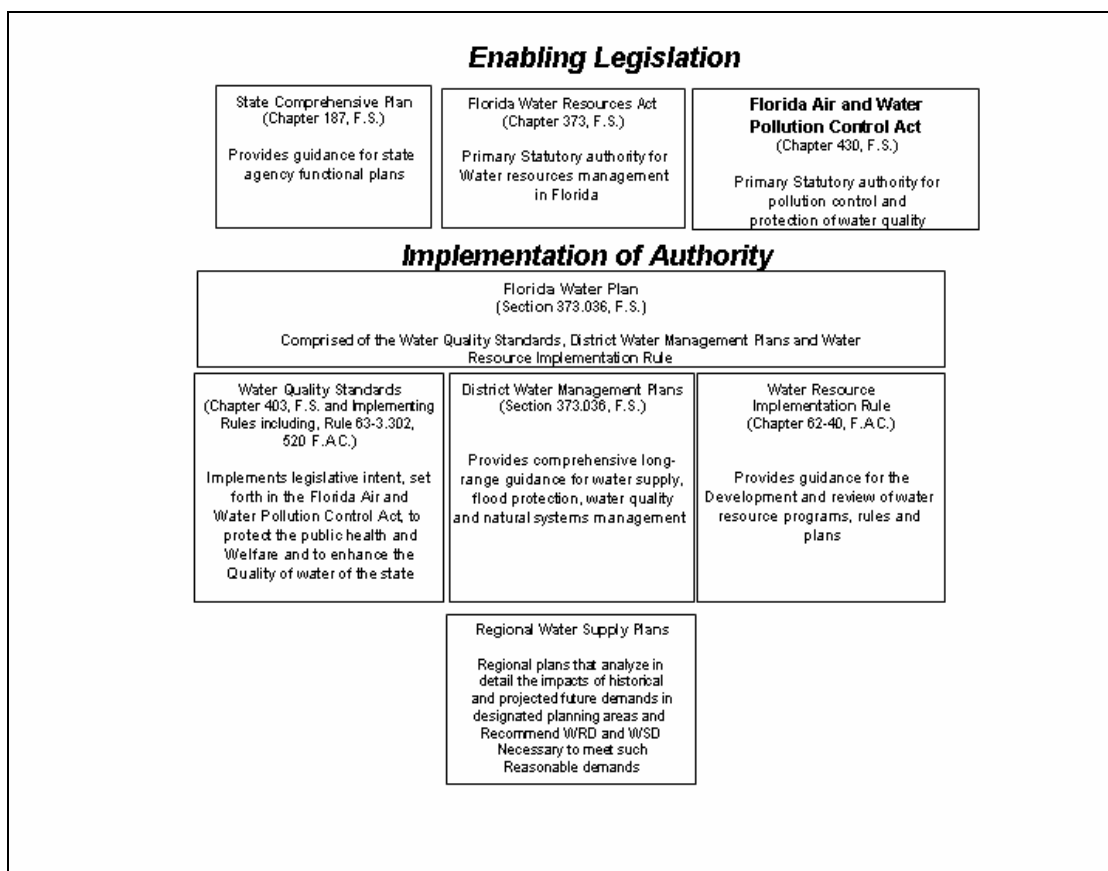 Enabling Legislation
State Comprehensive Plan
(Chapter 187, F.S.)
Provides guidance for state
agency functional plans
Florida Water Resources Act
(Chapter 373, F.S.)
Primary Statutory authority for
Water resources management
in Florida
Florida Air and Water
Pollution Control Act
(Chapter 430, F.S.)
Primary Statutory authority for
pollution control and
protection of water quality
Implementation of Authority
Florida Water Plan
(Section 373.036, F.S.)
Comprised of the Water Quality Standards, District Water Management Plans and Water
Resource Implementation Rule
Water Quality Standards
(Chapter 403, F.S. and Implementing
Rules including, Rule 63-3.302,
520 F.A.C.)
Implements legislative intent, set
forth in the Florida Air and
Water Pollution Control Act, to
protect the public health and
Welfare and to enhance the
Quality of water of the state
District Water Management Plans
(Section 373.036, F.S.)
Provides comprehensive long-
range guidance for water supply,
flood protection, water quality
and natural systems management
Water Resource
Implementation Rule
(Chapter 62-40, F.A.C.)
Provides guidance for the
Development and review of water
resource programs, rules and
plans
Regional Water Supply Plans
Regional plans that analyze in
detail the impacts of historical
and projected future demands in
designated planning areas and
Recommend WRD and WSD
Necessary to meet such
Reasonable demands